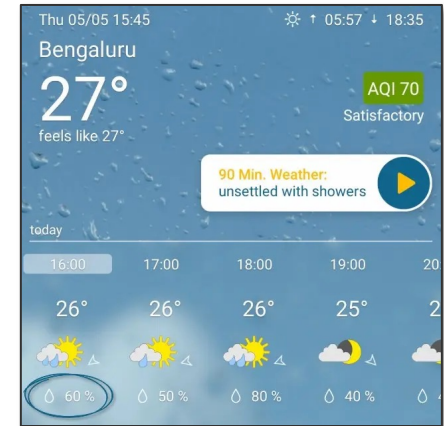 Thu 05/05 15:45 ↑ 05:57 ↓ 18:35
Bengaluru
27°
AQI 70
Satisfactory
feels like 27°
90 Min. Weather:
unsettled with showers
today
16:00 17:00 18:00 19:00 20
26° 26° 26° 25° 2
60 % 50 % 80 % 40 %